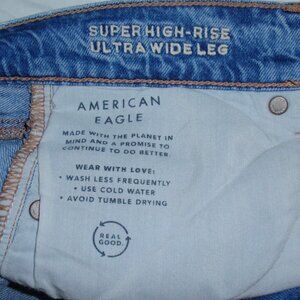 SUPER HIGH-RISE
ULTRA WIDE LEG
AMERICAN
EAGLE
MADE WITH THE PLANET IN
MIND AND A PROMISE TO
CONTINUE TO DO BETTER.
WEAR WITH LOVE:
• WASH LESS FREQUENTLY
• USE COLD WATER
• AVOID TUMBLE DRYING
REAL
GOOD.